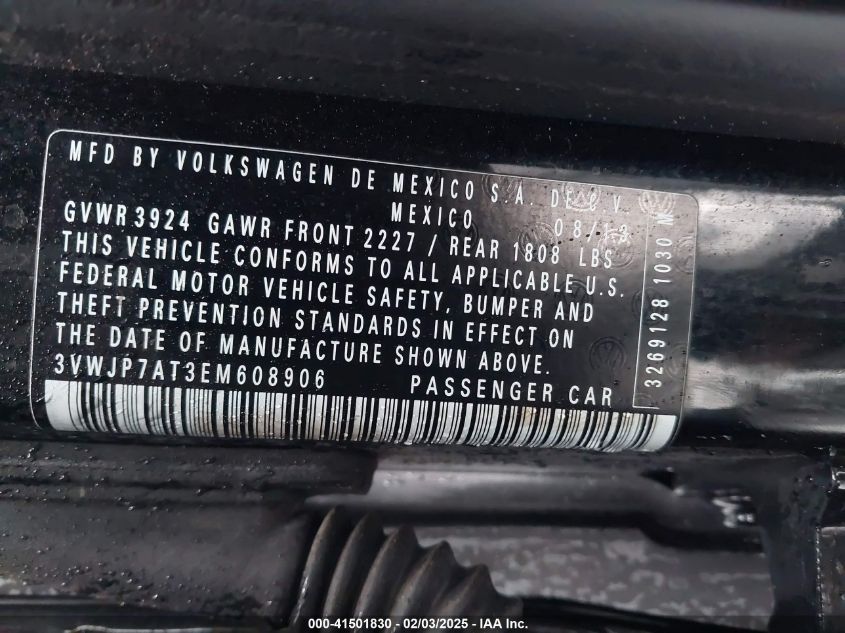 MFD BY VOLKSWAGEN DE MEXICO S.A. DE C.V.
MEXICO 08/13
GVWR 3924 GAWR FRONT 2227 / REAR 1808 LBS
THIS VEHICLE CONFORMS TO ALL APPLICABLE U.S.
FEDERAL MOTOR VEHICLE SAFETY, BUMPER AND
THEFT PREVENTION STANDARDS IN EFFECT ON
THE DATE OF MANUFACTURE SHOWN ABOVE.
3VWJP7AT3EM608906 PASSENGER CAR
3269128 1030 M
000-41501830 - 02/03/2025 - IAA Inc.